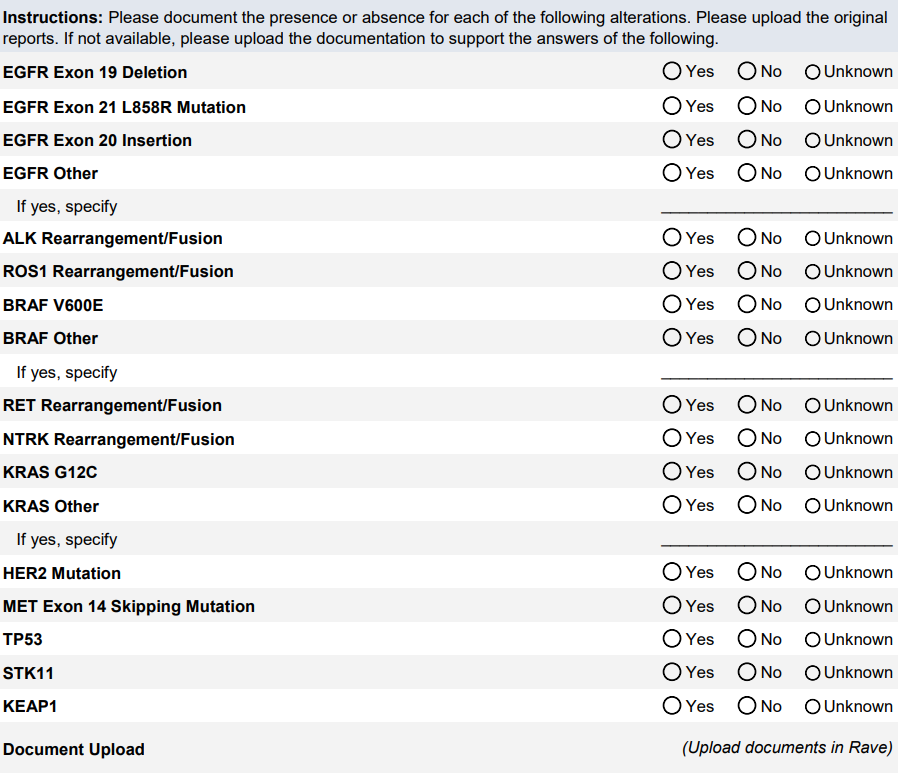 Instructions: Please document the presence or absence for each of the following alterations. Please upload the original
reports. If not available, please upload the documentation to support the answers of the following.
EGFR Exon 19 Deletion Yes No Unknown
EGFR Exon 21 L858R Mutation Yes No Unknown
EGFR Exon 20 Insertion Yes No Unknown
EGFR Other Yes No Unknown
If yes, specify
ALK Rearrangement/Fusion Yes No Unknown
ROS1 Rearrangement/Fusion Yes No Unknown
BRAF V600E Yes No Unknown
BRAF Other Yes No Unknown
If yes, specify
RET Rearrangement/Fusion Yes No Unknown
NTRK Rearrangement/Fusion Yes No Unknown
KRAS G12C Yes No Unknown
KRAS Other Yes No Unknown
If yes, specify
HER2 Mutation Yes No Unknown
MET Exon 14 Skipping Mutation Yes No Unknown
TP53 Yes No Unknown
STK11 Yes No Unknown
KEAP1 Yes No Unknown
Document Upload (Upload documents in Rave)